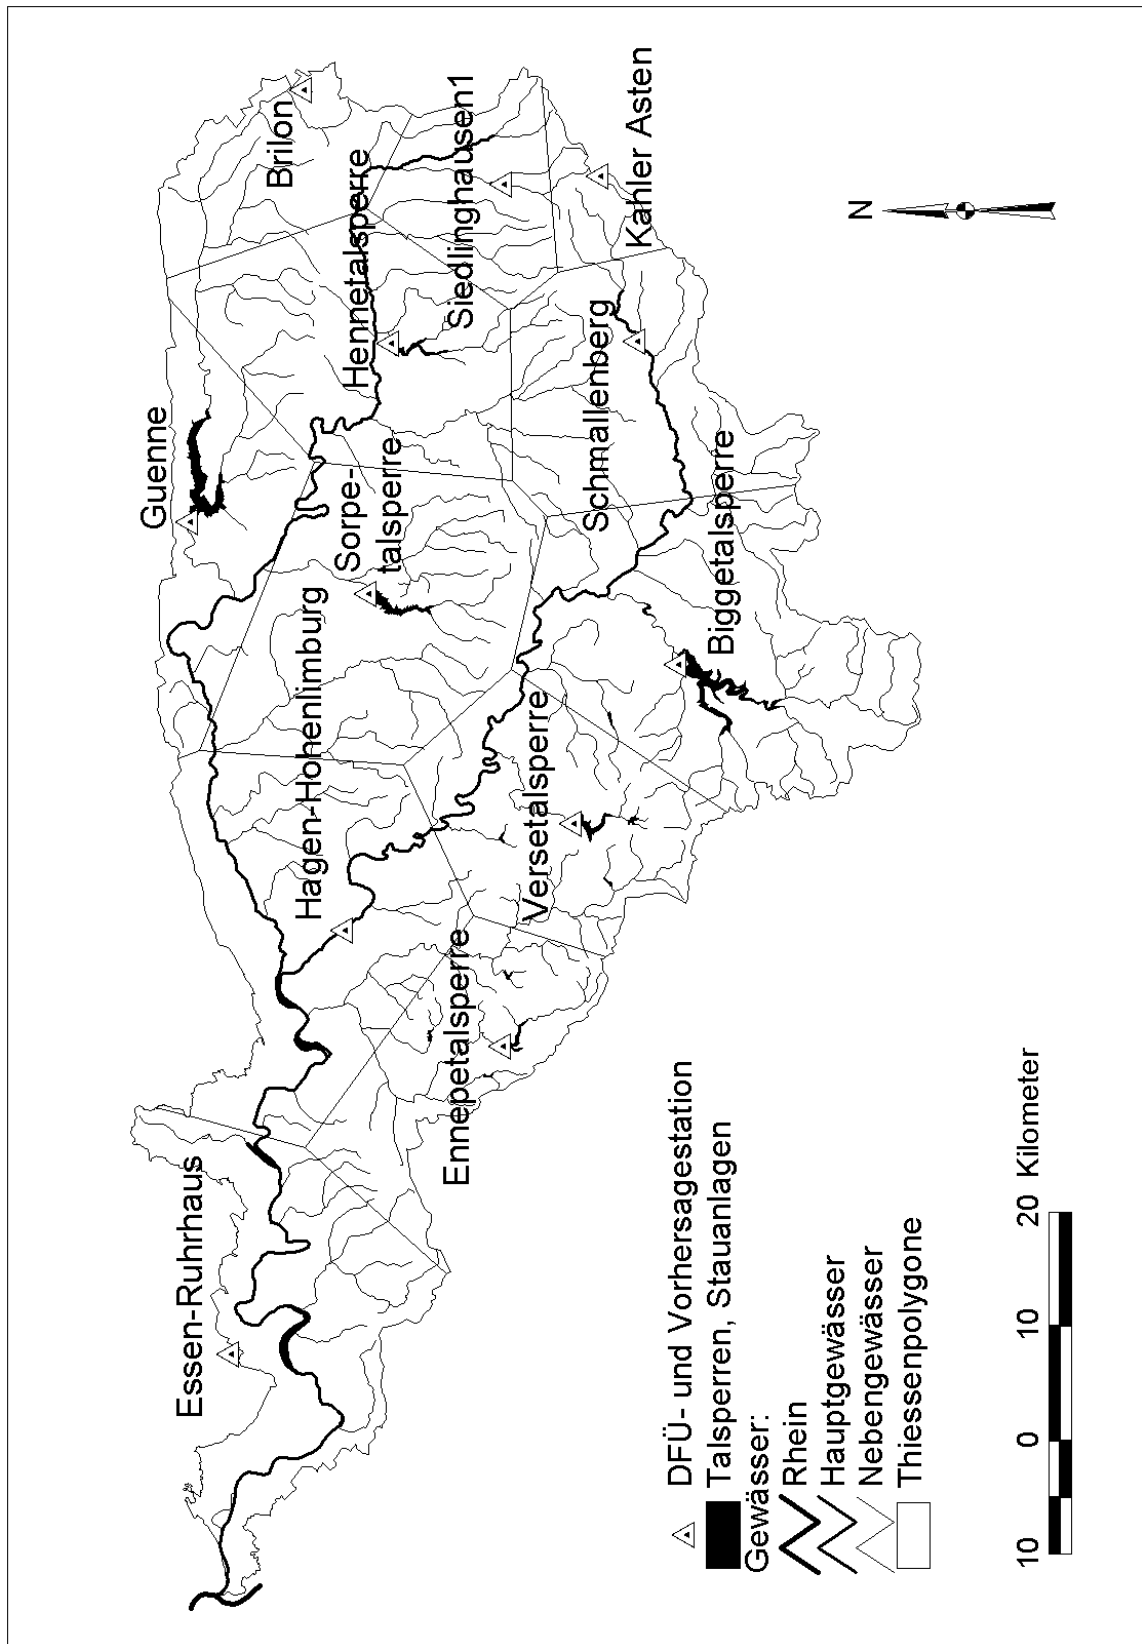 Essen-Ruhrhaus
Guenne
Brilon
Hagen-Hohenlimburg
Sorpe-
talsperre
Hennetalsperre
Ennepetalsperre
Siedlinghausen1
Versetalsperre
Schmallenberg
Kahler Asten
Biggetalsperre
N
DFÜ- und Vorhersagestation
Talsperren, Stauanlagen
Gewässer:
Rhein
Hauptgewässer
Nebengewässer
Thiessenpolygone
10 0 10 20 Kilometer